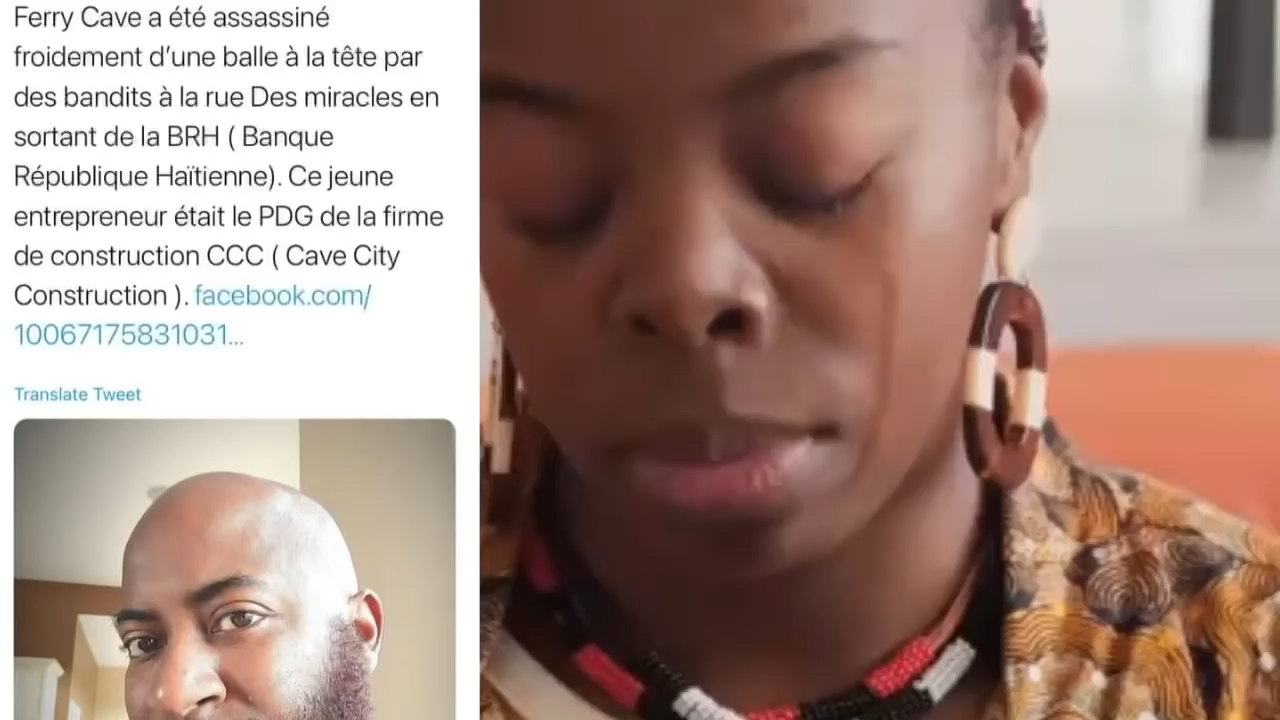 Ferry Cave a été assassiné
froidement d’une balle à la tête par
des bandits à la rue Des miracles en
sortant de la BRH ( Banque
République Haïtienne). Ce jeune
entrepreneur était le PDG de la firme
de construction CCC ( Cave City
Construction ). facebook.com/
10067175831031...
Translate Tweet